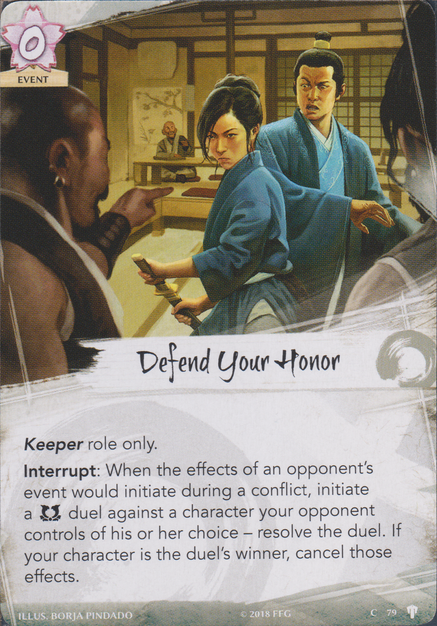 0
EVENT
Defend Your Honor
Keeper role only.
Interrupt: When the effects of an opponent's
event would initiate during a conflict, initiate
a duel against a character your opponent
controls of his or her choice – resolve the duel. If
your character is the duel's winner, cancel those
effects.
ILLUS. BORJA PINDADO © 2018 FFG C 79